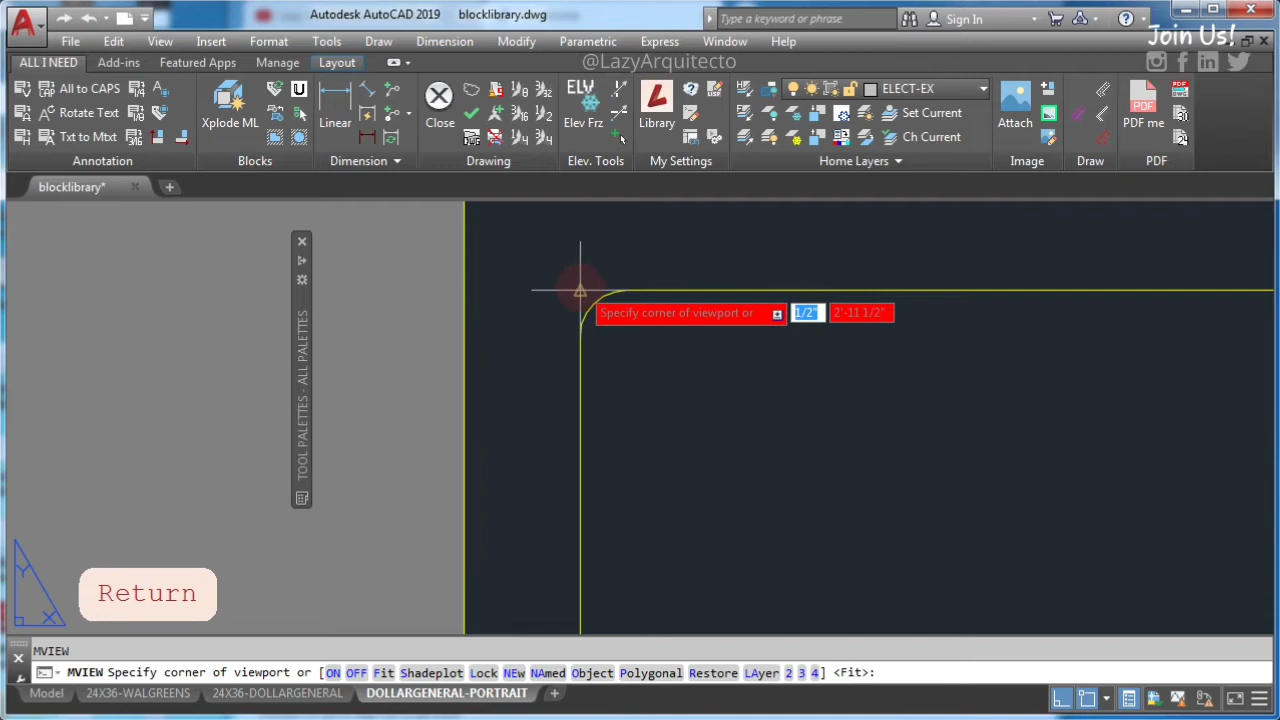 Autodesk AutoCAD 2019 blocklibrary.dwg
Type a keyword or phrase
Sign In
Join Us!
File Edit View Insert Format Tools Draw Dimension Modify Parametric Express Window Help
ALL I NEED Add-ins Featured Apps Manage Layout
@LazyArquitecto
All to CAPS
Rotate Text
Txt to Mtxt
Annotation
Xplode ML
Blocks
Linear
Dimension
Close
Drawing
ELV
Elev Frz
Elev. Tools
Library
My Settings
ELECT-EX
Set Current
Ch Current
Home Layers
Attach
Image
Draw
PDF me
PDF
blocklibrary*
Specify corner of viewport or 1/2" 2'-11 1/2"
TOOL PALETTES - ALL PALETTES
Y
X
Return
MVIEW
MVIEW Specify corner of viewport or [ON OFF Fit Shadeplot Lock NEw NAmed Object Polygonal Restore LAyer 2 3 4] <Fit>:
Model 24X36-WALGREENS 24X36-DOLLARGENERAL DOLLARGENERAL-PORTRAIT